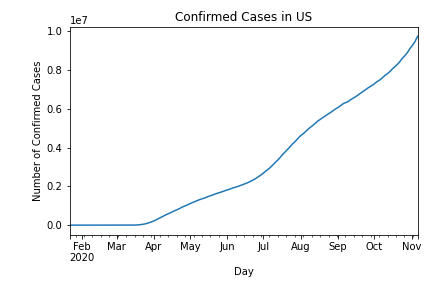 Confirmed Cases in US
1e7
1.0
0.8
0.6
0.4
0.2
0.0
Number of Confirmed Cases
Feb Mar Apr May Jun Jul Aug Sep Oct Nov
2020
Day